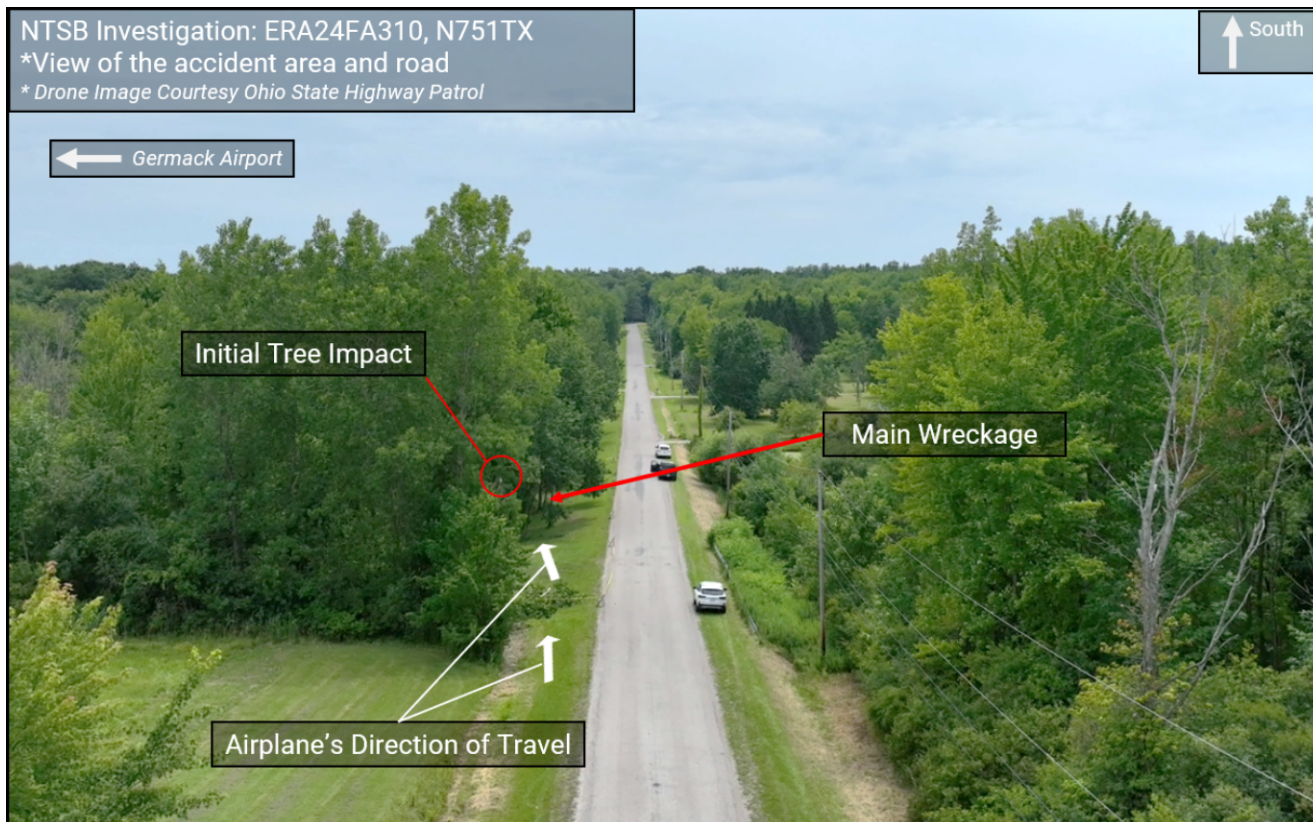 NTSB Investigation: ERA24FA310, N751TX
*View of the accident area and road
* Drone Image Courtesy Ohio State Highway Patrol
South
Germack Airport
Initial Tree Impact
Main Wreckage
Airplane's Direction of Travel